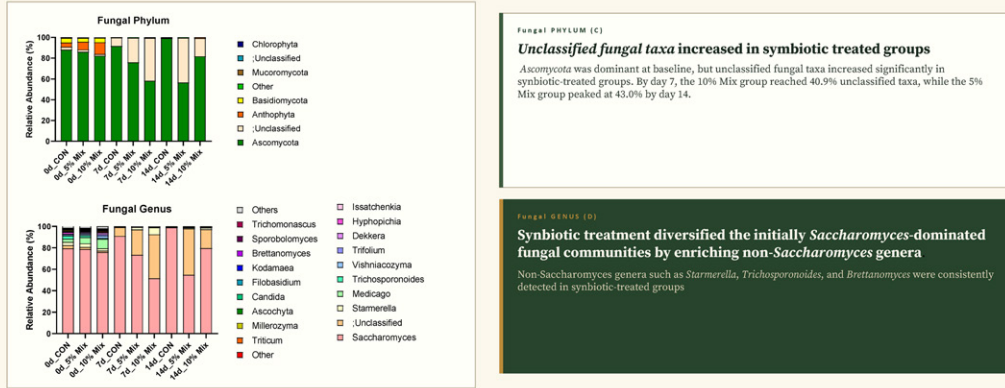 Fungal Phylum
Relative Abundance (%)
100
80
60
40
20
0
0d_CON
0d_5% Mix
0d_10% Mix
7d_CON
7d_5% Mix
7d_10% Mix
14d_CON
14d_5% Mix
14d_10% Mix
Chlorophyta
;Unclassified
Mucoromycota
Other
Basidiomycota
Anthophyta
;Unclassified
Ascomycota
Fungal Genus
Relative Abundance (%)
100
80
60
40
20
0
0d_CON
0d_5% Mix
0d_10% Mix
7d_CON
7d_5% Mix
7d_10% Mix
14d_CON
14d_5% Mix
14d_10% Mix
Others
Trichomonascus
Sporobolomyces
Brettanomyces
Kodamaea
Filobasidium
Candida
Ascochyta
Millerozyma
Triticum
Other
Issatchenkia
Hyphopichia
Dekkera
Trifolium
Vishniacozyma
Trichosporonoides
Medicago
Starmerella
;Unclassified
Saccharomyces
Fungal PHYLUM (C)
Unclassified fungal taxa increased in symbiotic treated groups
Ascomycota was dominant at baseline, but unclassified fungal taxa increased significantly in
symbiotic-treated groups. By day 7, the 10% Mix group reached 40.9% unclassified taxa, while the 5%
Mix group peaked at 43.0% by day 14.
Fungal GENUS (D)
Synbiotic treatment diversified the initially Saccharomyces-dominated
fungal communities by enriching non-Saccharomyces genera
Non-Saccharomyces genera such as Starmerella, Trichosporonoides, and Brettanomyces were consistently
detected in synbiotic-treated groups